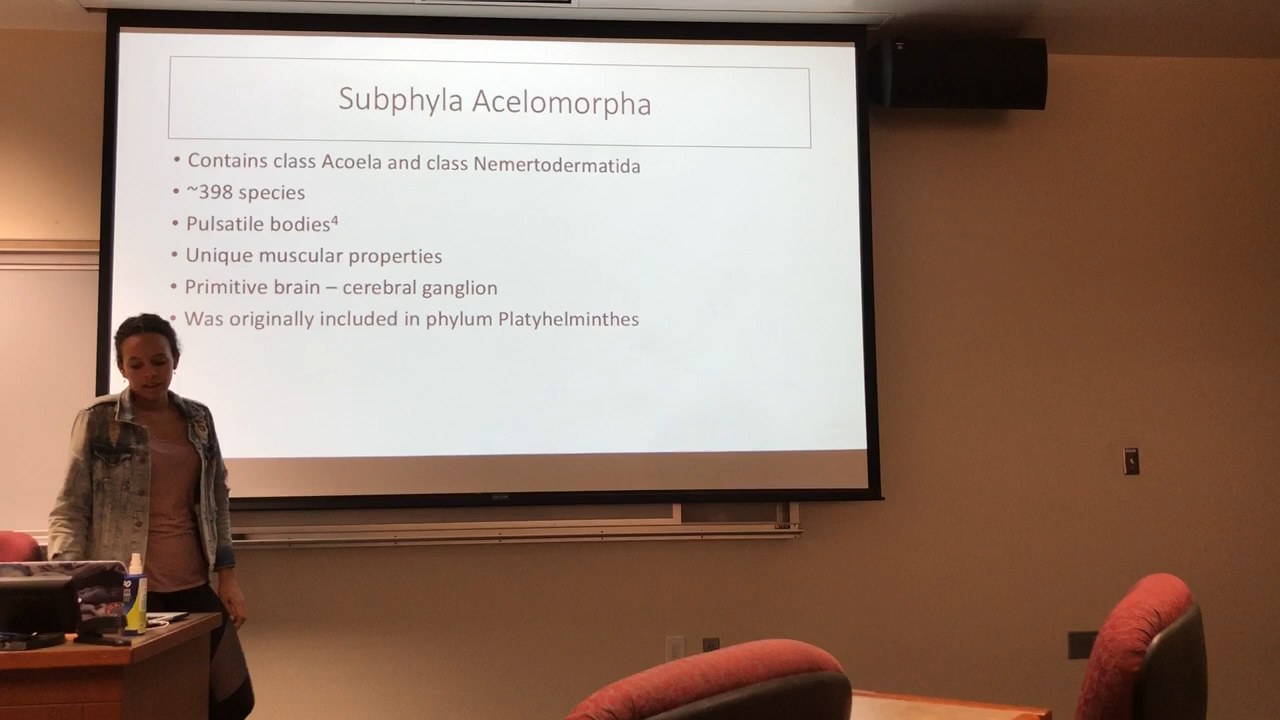 Subphyla Acelomorpha
• Contains class Acoela and class Nemertodermatida
• ~398 species
• Pulsatile bodies⁴
• Unique muscular properties
• Primitive brain – cerebral ganglion
• Was originally included in phylum Platyhelminthes